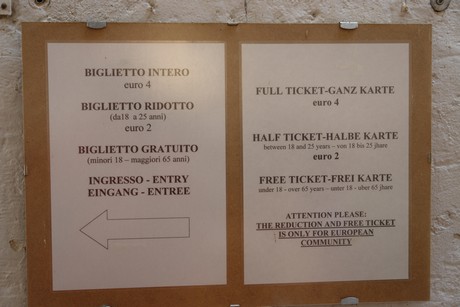 BIGLIETTO INTERO
euro 4
BIGLIETTO RIDOTTO
(da18 a 25 anni)
euro 2
BIGLIETTO GRATUITO
(minori 18 – maggiori 65 anni)
INGRESSO - ENTRY
EINGANG - ENTREE
FULL TICKET-GANZ KARTE
euro 4
HALF TICKET-HALBE KARTE
between 18 and 25 years – von 18 bis 25 jhare
euro 2
FREE TICKET-FREI KARTE
under 18 - over 65 years – unter 18 - uber 65 jhare
ATTENTION PLEASE:
THE REDUCTION AND FREE TICKET
IS ONLY FOR EUROPEAN
COMMUNITY